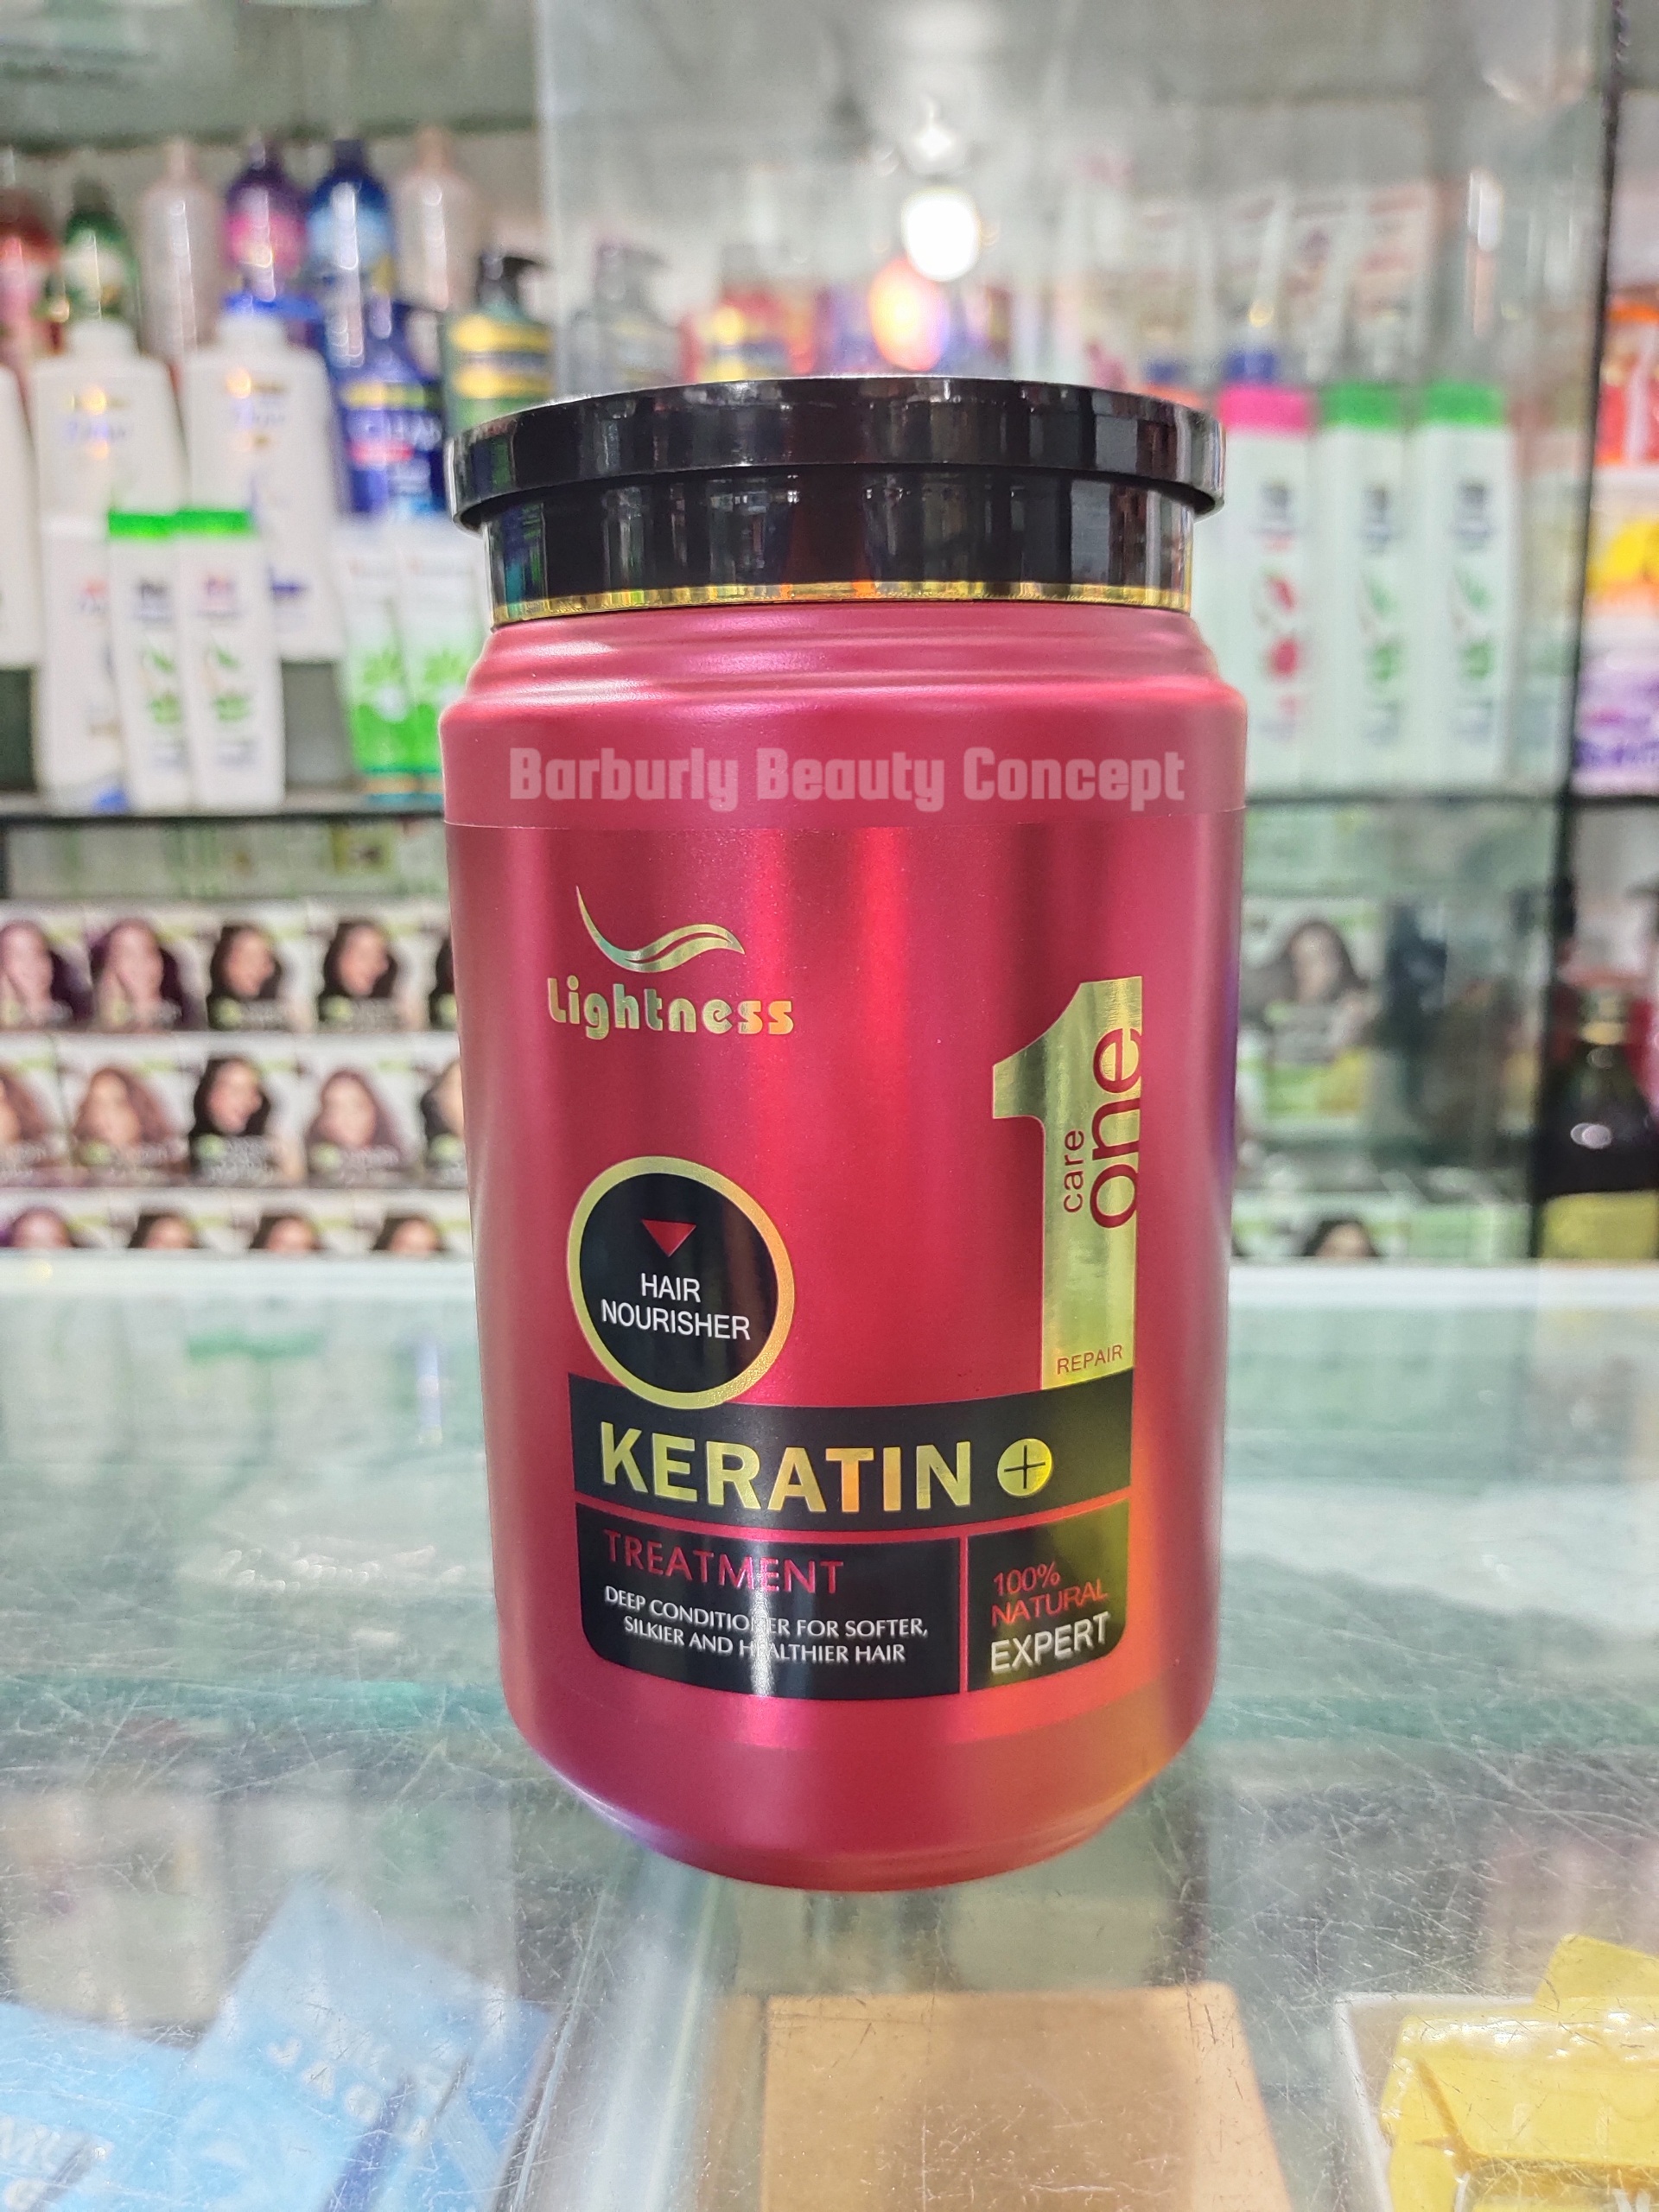 Barburly Beauty Concept
Lightness
1
care
one
REPAIR
HAIR
NOURISHER
KERATIN +
TREATMENT
DEEP CONDITIONER FOR SOFTER,
SILKIER AND HEALTHIER HAIR
100%
NATURAL
EXPERT